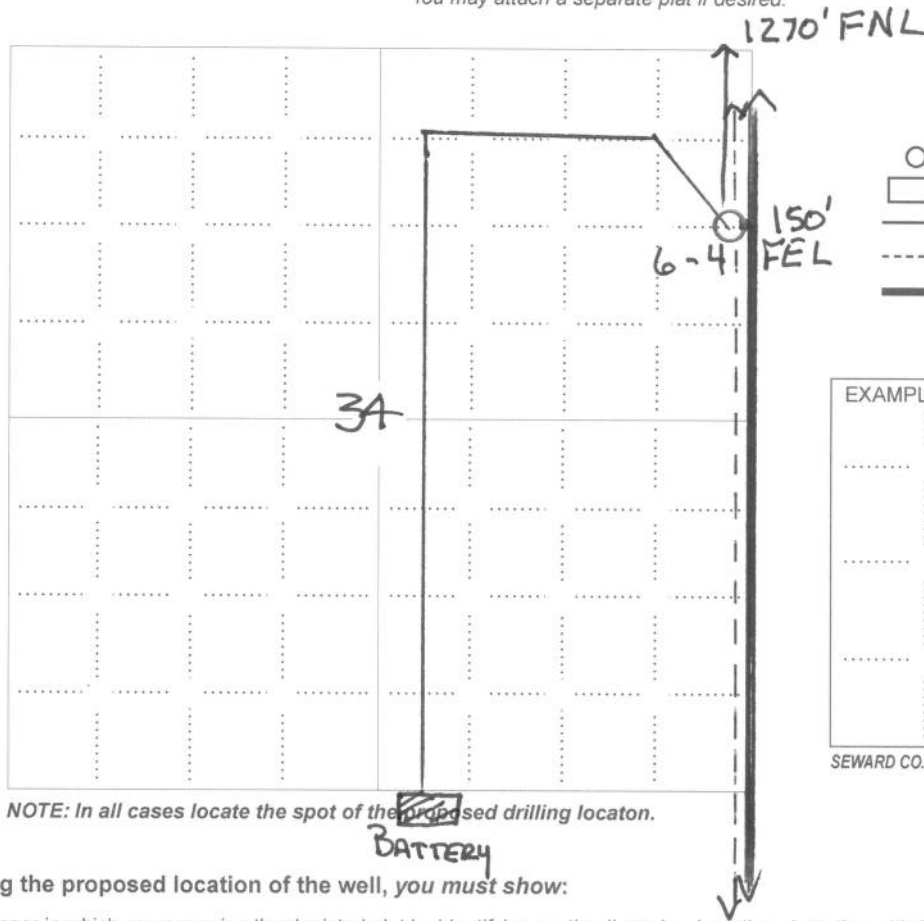 You may attach a separate plat if desired.
1270' FNL
150'
6-4 FEL
34
EXAMPL
SEWARD CO.
NOTE: In all cases locate the spot of the proposed drilling locaton.
BATTERY
g the proposed location of the well, you must show: